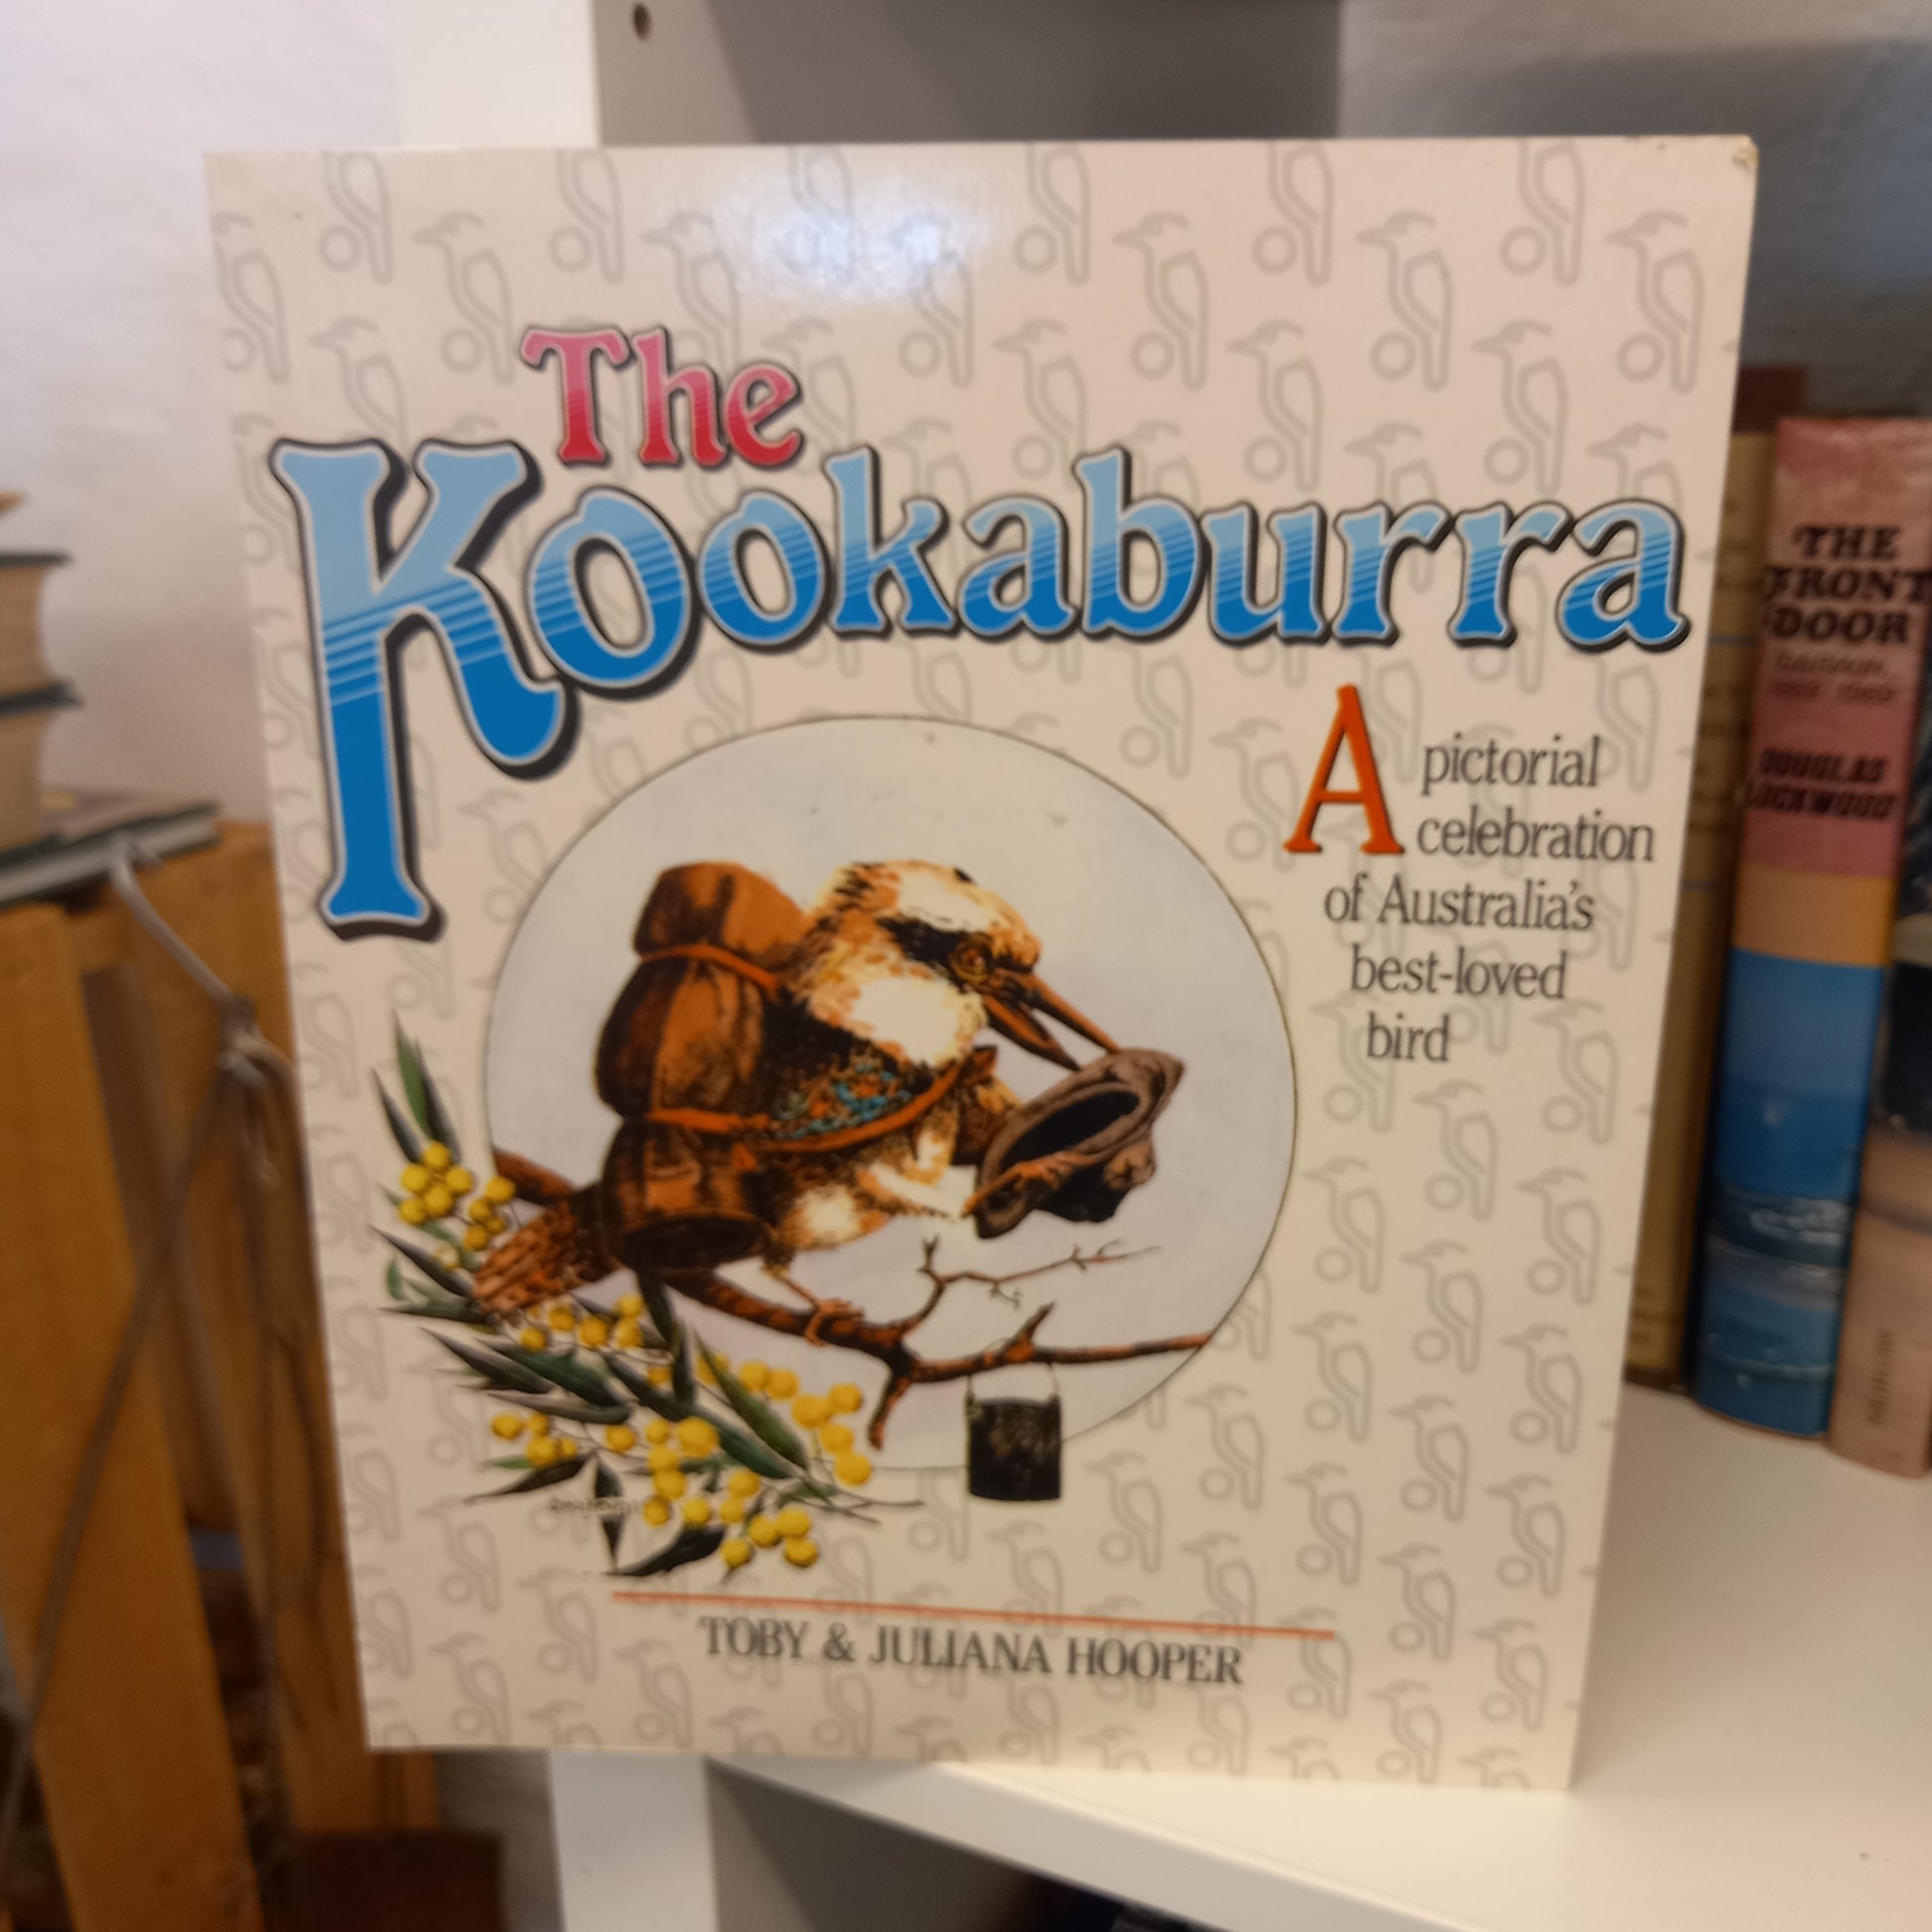 The
Kookaburra
A pictorial
celebration
of Australia's
best-loved
bird
TOBY & JULIANA HOOPER
THE
FRONT
DOOR
DOUGLAS
LOCKWOOD